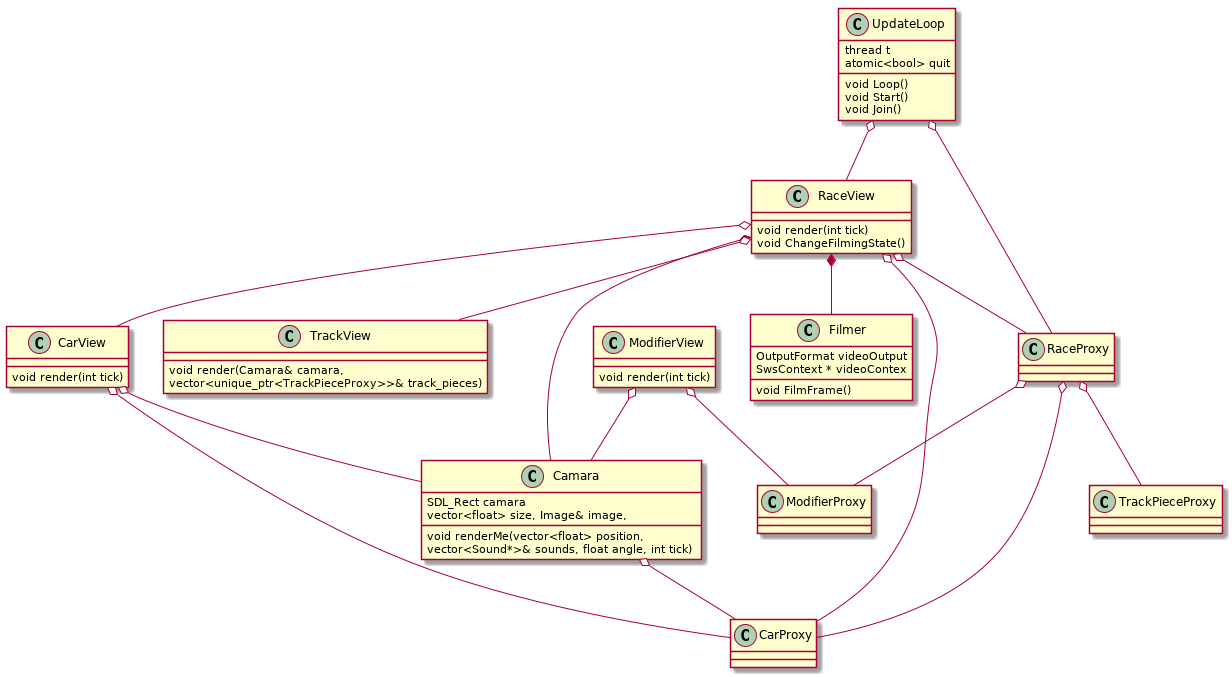 C UpdateLoop
thread t
atomic<bool> quit
void Loop()
void Start()
void Join()
C RaceView
void render(int tick)
void ChangeFilmingState()
C CarView
void render(int tick)
C TrackView
void render(Camara& camara,
vector<unique_ptr<TrackPieceProxy>>& track_pieces)
C ModifierView
void render(int tick)
C Filmer
OutputFormat videoOutput
SwsContext * videoContex
void FilmFrame()
C RaceProxy
C Camara
SDL_Rect camara
vector<float> size, Image& image,
void renderMe(vector<float> position,
vector<Sound*>& sounds, float angle, int tick)
C ModifierProxy
C TrackPieceProxy
C CarProxy